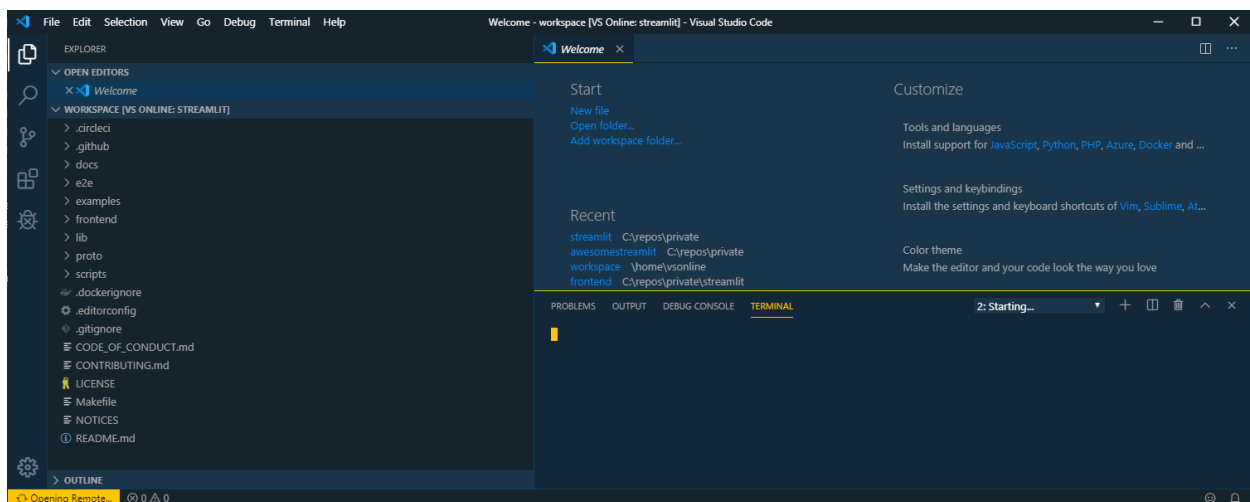 File Edit Selection View Go Debug Terminal Help
Welcome - workspace [VS Online: streamlit] - Visual Studio Code
EXPLORER
OPEN EDITORS
Welcome
WORKSPACE [VS ONLINE: STREAMLIT]
.circleci
.github
docs
e2e
examples
frontend
lib
proto
scripts
.dockerignore
.editorconfig
.gitignore
CODE_OF_CONDUCT.md
CONTRIBUTING.md
LICENSE
Makefile
NOTICES
README.md
OUTLINE
Welcome
Start
New file
Open folder...
Add workspace folder...
Recent
streamlit C:\repos\private
awesomestreamlit C:\repos\private
workspace \home\vsonline
frontend C:\repos\private\streamlit
Customize
Tools and languages
Install support for JavaScript, Python, PHP, Azure, Docker and ...
Settings and keybindings
Install the settings and keyboard shortcuts of Vim, Sublime, At...
Color theme
Make the editor and your code look the way you love
PROBLEMS OUTPUT DEBUG CONSOLE TERMINAL
2: Starting...
Opening Remote... 0 0